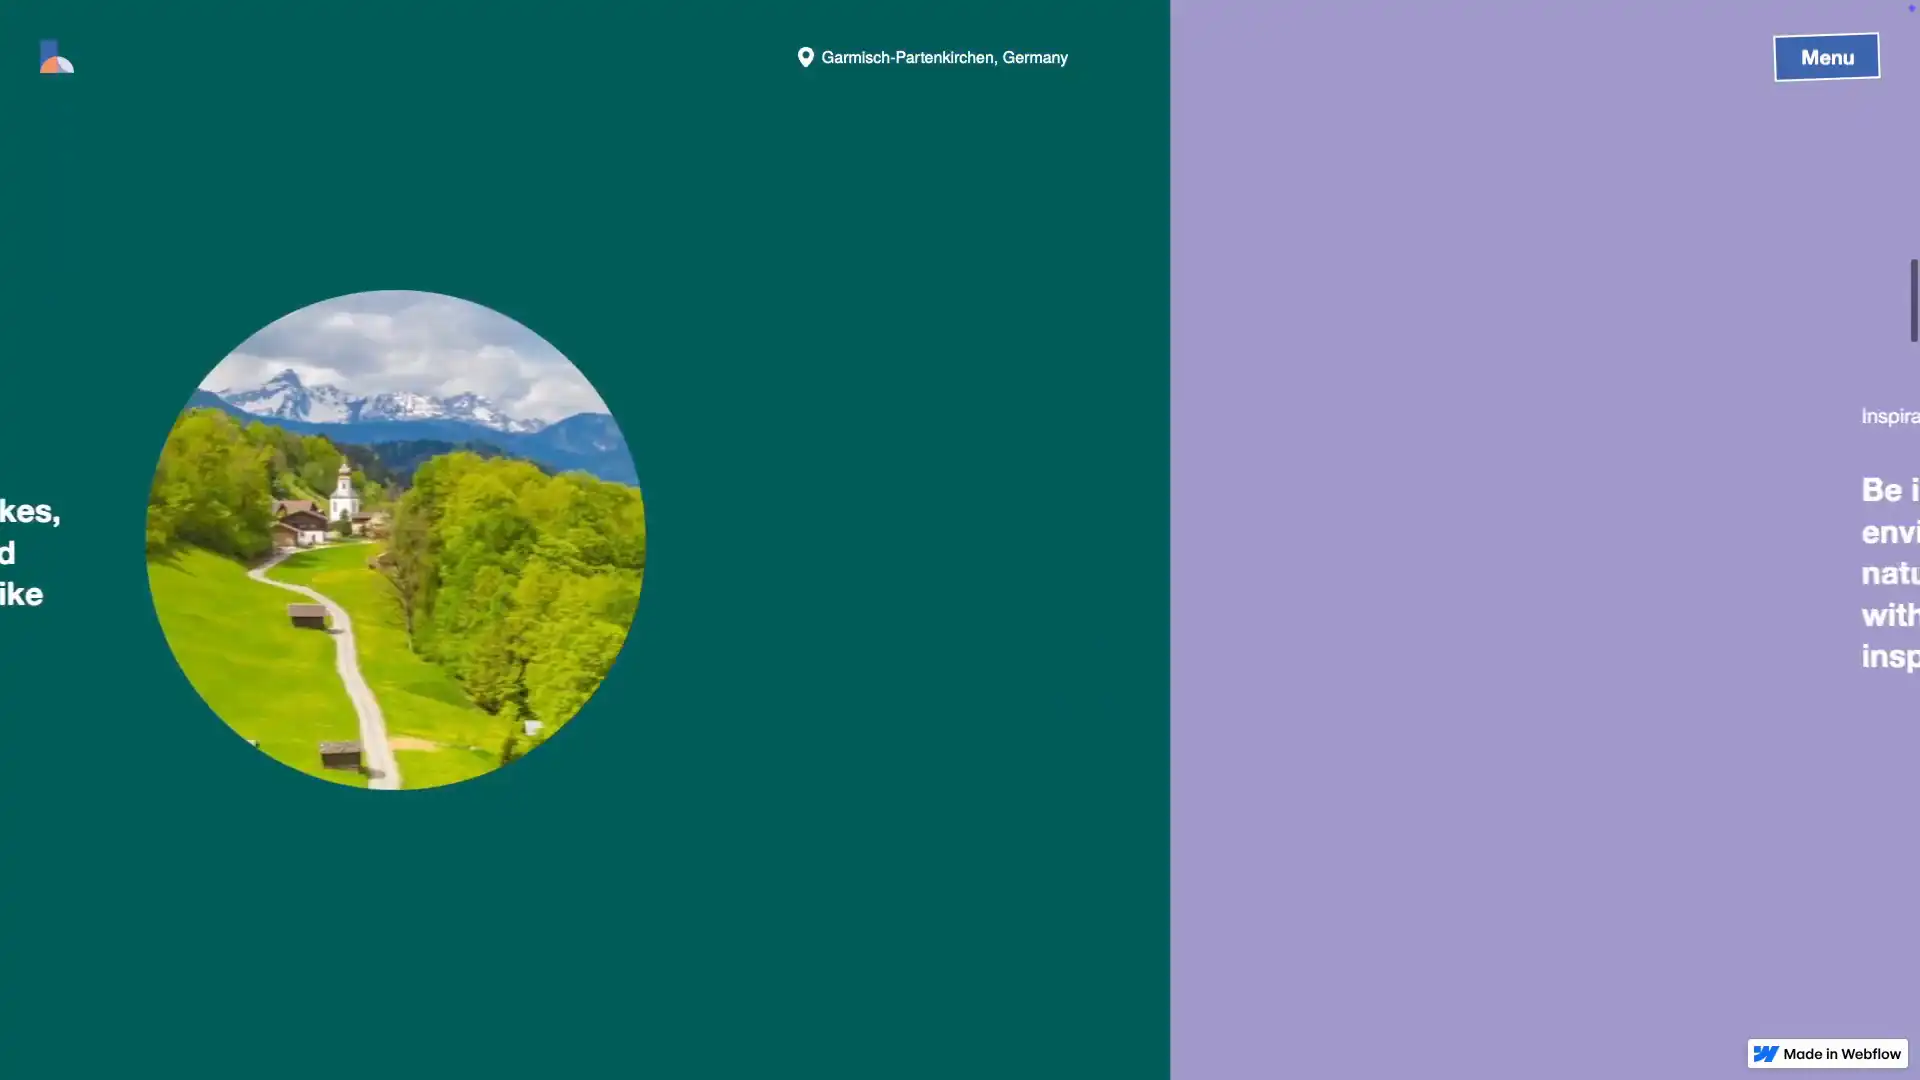 Garmisch-Partenkirchen, Germany
Menu
kes,
d
ike
Inspira
Be i
envi
natu
with
insp
Made in Webflow